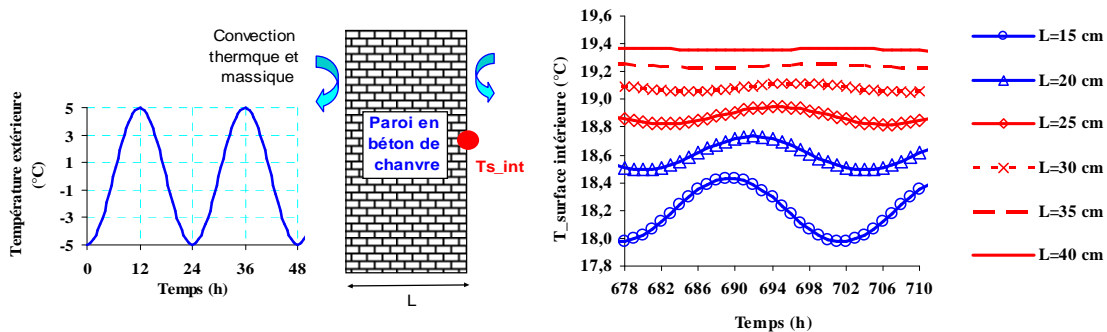 Convection
thermque et
massique
Température extérieure
(°C)
5
3
1
-1
-3
-5
0
12
24
36
48
Temps (h)
Paroi en
béton de
chanvre
Ts_int
L
T_surface intérieure (°C)
19,6
19,4
19,2
19,0
18,8
18,6
18,4
18,2
18,0
17,8
678 682 686 690 694 698 702 706 710
Temps (h)
L=15 cm
L=20 cm
L=25 cm
L=30 cm
L=35 cm
L=40 cm